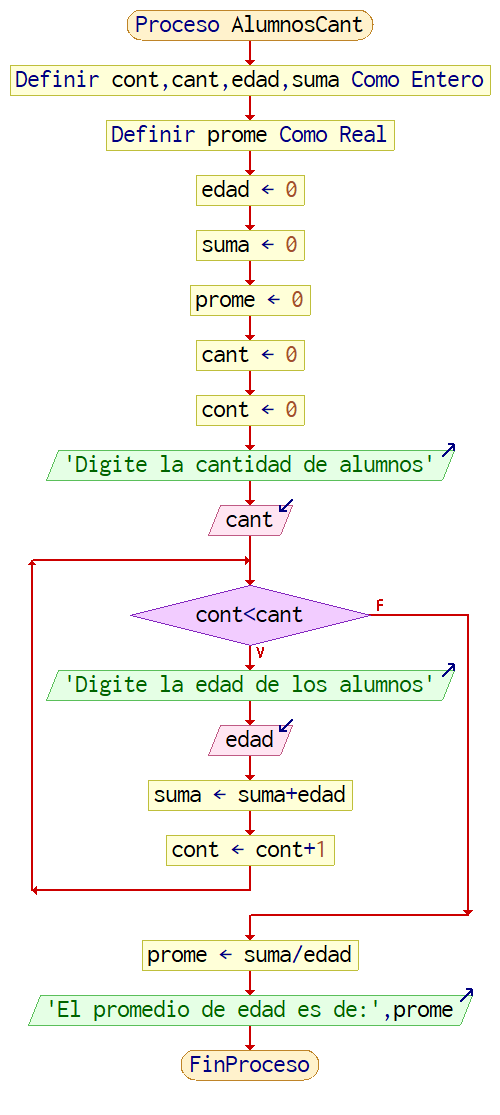 Proceso AlumnosCant
Definir cont,cant,edad,suma Como Entero
Definir prome Como Real
edad ← 0
suma ← 0
prome ← 0
cant ← 0
cont ← 0
'Digite la cantidad de alumnos'
cant
cont<cant
F
V
'Digite la edad de los alumnos'
edad
suma ← suma+edad
cont ← cont+1
prome ← suma/edad
'El promedio de edad es de:',prome
FinProceso